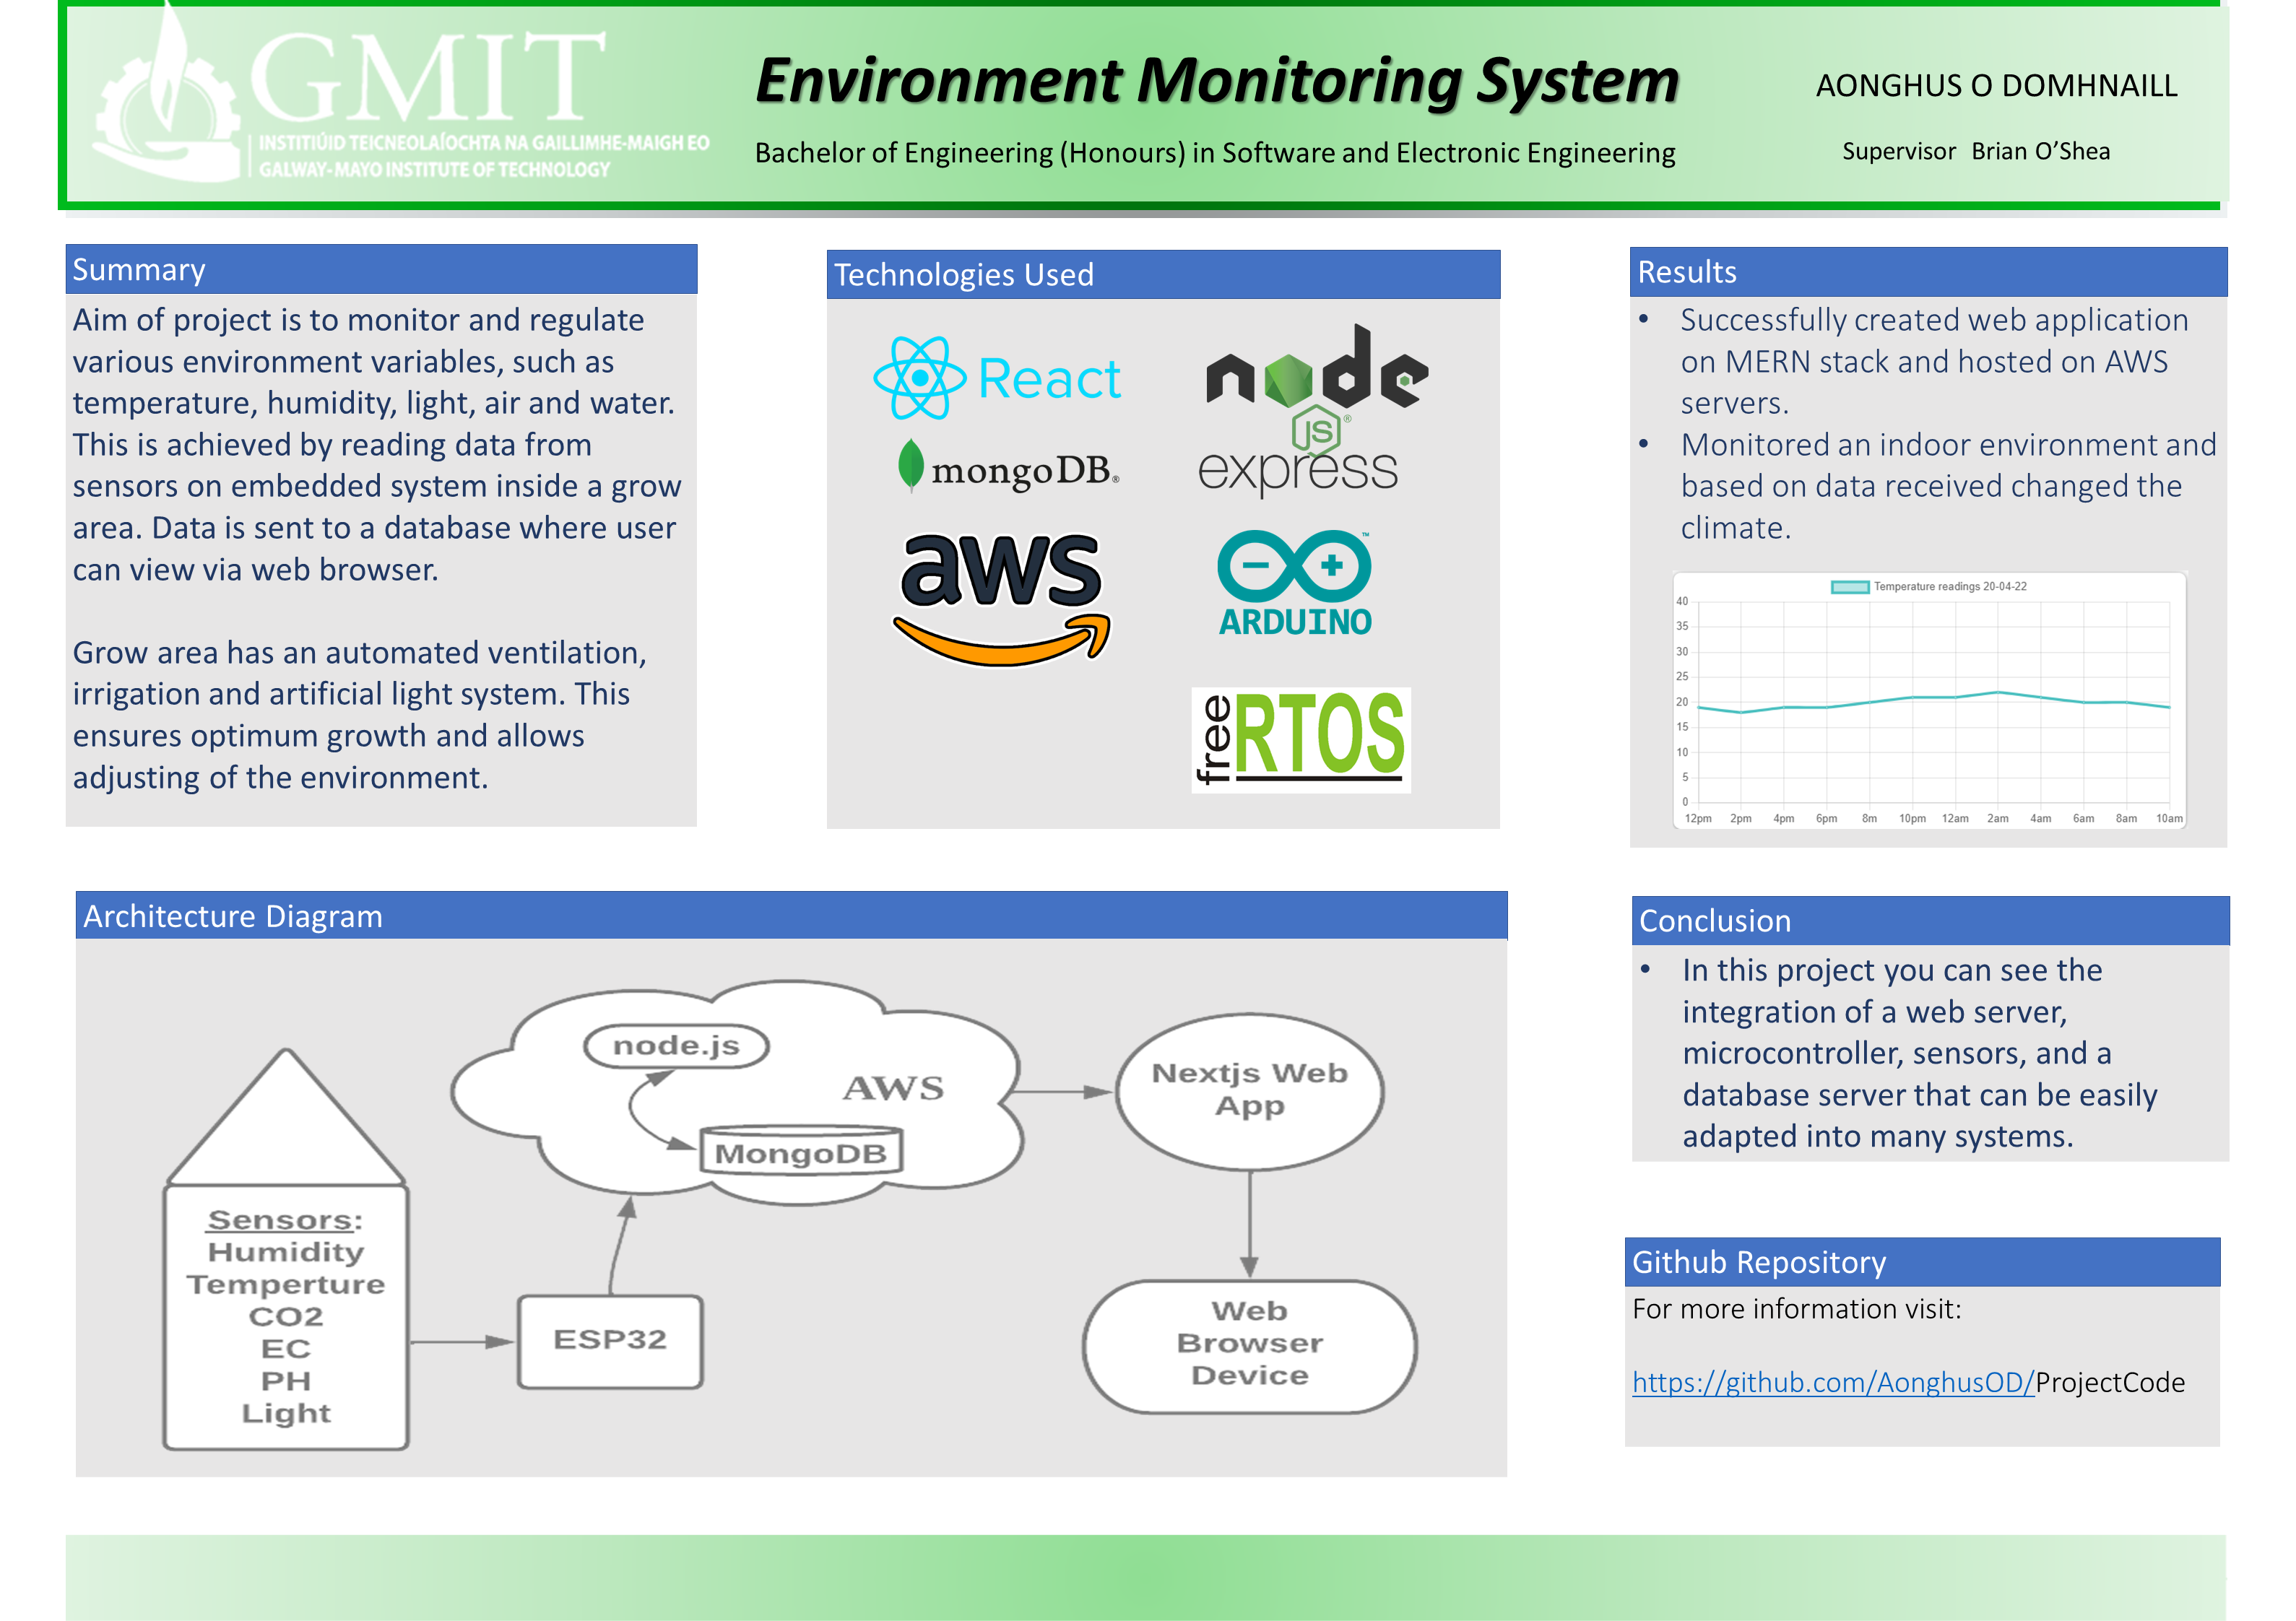 GMIT
INSTITIÚID TEICNEOLAÍOCHTA NA GAILLIMHE-MAIGH EO
GALWAY-MAYO INSTITUTE OF TECHNOLOGY
Environment Monitoring System
Bachelor of Engineering (Honours) in Software and Electronic Engineering
AONGHUS O DOMHNAILL
Supervisor Brian O’Shea
Summary
Aim of project is to monitor and regulate
various environment variables, such as
temperature, humidity, light, air and water.
This is achieved by reading data from
sensors on embedded system inside a grow
area. Data is sent to a database where user
can view via web browser.
Grow area has an automated ventilation,
irrigation and artificial light system. This
ensures optimum growth and allows
adjusting of the environment.
Technologies Used
React
node
JS ®
mongoDB®
express
aws
ARDUINO ™
free RTOS
Results
• Successfully created web application
on MERN stack and hosted on AWS
servers.
• Monitored an indoor environment and
based on data received changed the
climate.
Temperature readings 20-04-22
40
35
30
25
20
15
10
5
0
12pm 2pm 4pm 6pm 8m 10pm 12am 2am 4am 6am 8am 10am
Architecture Diagram
node.js
AWS
MongoDB
Nextjs Web
App
Sensors:
Humidity
Temperture
CO2
EC
PH
Light
ESP32
Web
Browser
Device
Conclusion
• In this project you can see the
integration of a web server,
microcontroller, sensors, and a
database server that can be easily
adapted into many systems.
Github Repository
For more information visit:
https://github.com/AonghusOD/ProjectCode